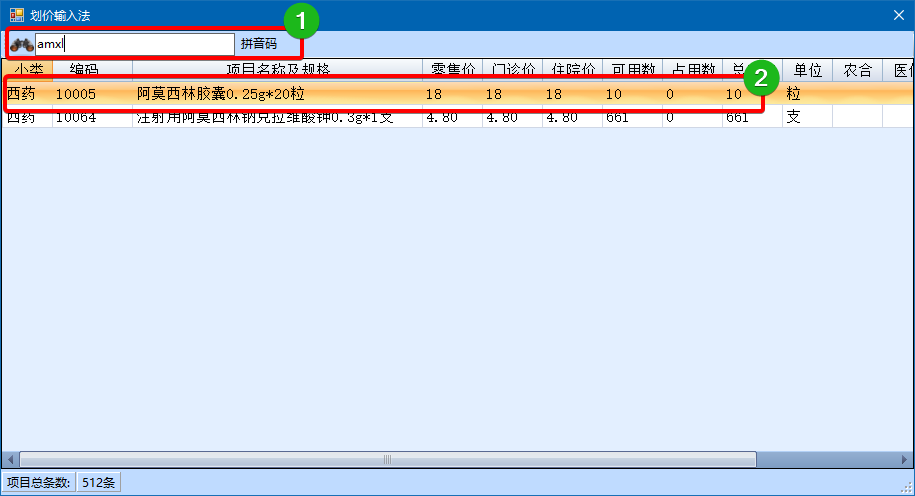 划价输入法
1
amxl 拼音码
2
小类 编码 项目名称及规格 零售价 门诊价 住院价 可用数 占用数 总 单位 农合 医保
西药 10005 阿莫西林胶囊0.25g*20粒 18 18 18 10 0 10 粒
西药 10064 注射用阿莫西林钠克拉维酸钾0.3g*1支 4.80 4.80 4.80 661 0 661 支
项目总条数: 512条